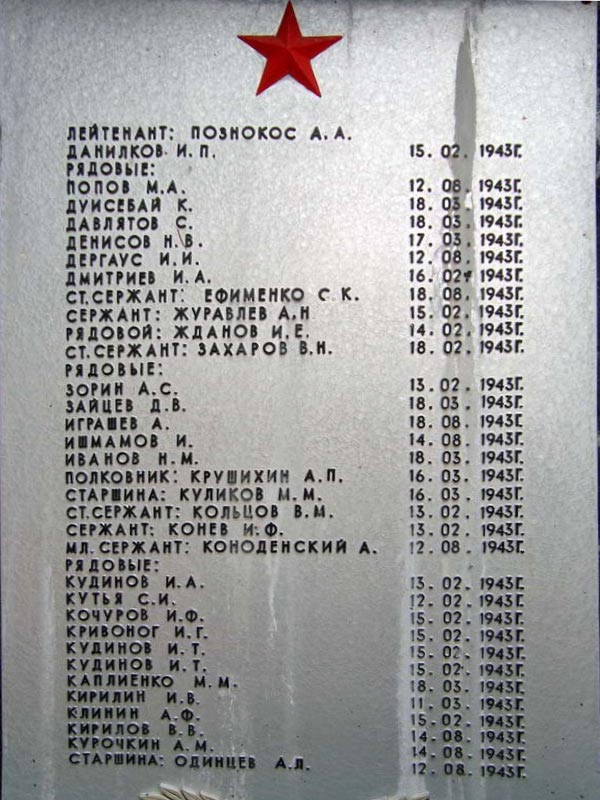 ЛЕЙТЕНАНТ: ПОЗНОКОС А.А.
ДАНИЛКОВ И.П. 15.02.1943Г.
РЯДОВЫЕ:
ПОПОВ М.А. 12.08.1943Г.
ДУИСЕБАЙ К. 18.03.1943Г.
ДАВЛЯТОВ С. 18.03.1943Г.
ДЕНИСОВ Н.В. 17.03.1943Г.
ДЕРГАУС И.И. 12.08.1943Г.
ДМИТРИЕВ И.А. 16.02.1943Г.
СТ.СЕРЖАНТ: ЕФИМЕНКО С.К. 18.08.1943Г.
СЕРЖАНТ: ЖУРАВЛЕВ А.Н 15.02.1943Г.
РЯДОВОЙ: ЖДАНОВ И.Е. 14.02.1943Г.
СТ.СЕРЖАНТ: ЗАХАРОВ В.Н. 18.02.1943Г.
РЯДОВЫЕ:
ЗОРИН А.С. 13.02.1943Г.
ЗАЙЦЕВ Д.В. 18.03.1943Г.
ИГРАШЕВ А. 18.08.1943Г.
ИШМАМОВ И. 14.08.1943Г.
ИВАНОВ Н.М. 18.03.1943Г.
ПОЛКОВНИК: КРУШИХИН А.П. 16.03.1943Г.
СТАРШИНА: КУЛИКОВ М.М. 16.03.1943Г.
СТ.СЕРЖАНТ: КОЛЬЦОВ В.М. 13.02.1943Г.
СЕРЖАНТ: КОНЕВ И.Ф. 13.02.1943Г.
МЛ.СЕРЖАНТ: КОНОДЕНСКИЙ А. 12.08.1943Г.
РЯДОВЫЕ:
КУДИНОВ И.А. 13.02.1943Г.
КУТЬЯ С.И. 12.02.1943Г.
КОЧУРОВ И.Ф. 15.02.1943Г.
КРИВОНОГ И.Г. 15.02.1943Г.
КУДИНОВ И.Т. 15.02.1943Г.
КУДИНОВ И.Т. 15.02.1943Г.
КАПЛИЕНКО М.М. 18.03.1943Г.
КИРИЛИН И.В. 11.03.1943Г.
КЛИНИН А.Ф. 15.02.1943Г.
КИРИЛОВ В.В. 14.08.1943Г.
КУРОЧКИН А.М. 14.08.1943Г.
СТАРШИНА: ОДИНЦЕВ А.Л. 12.08.1943Г.